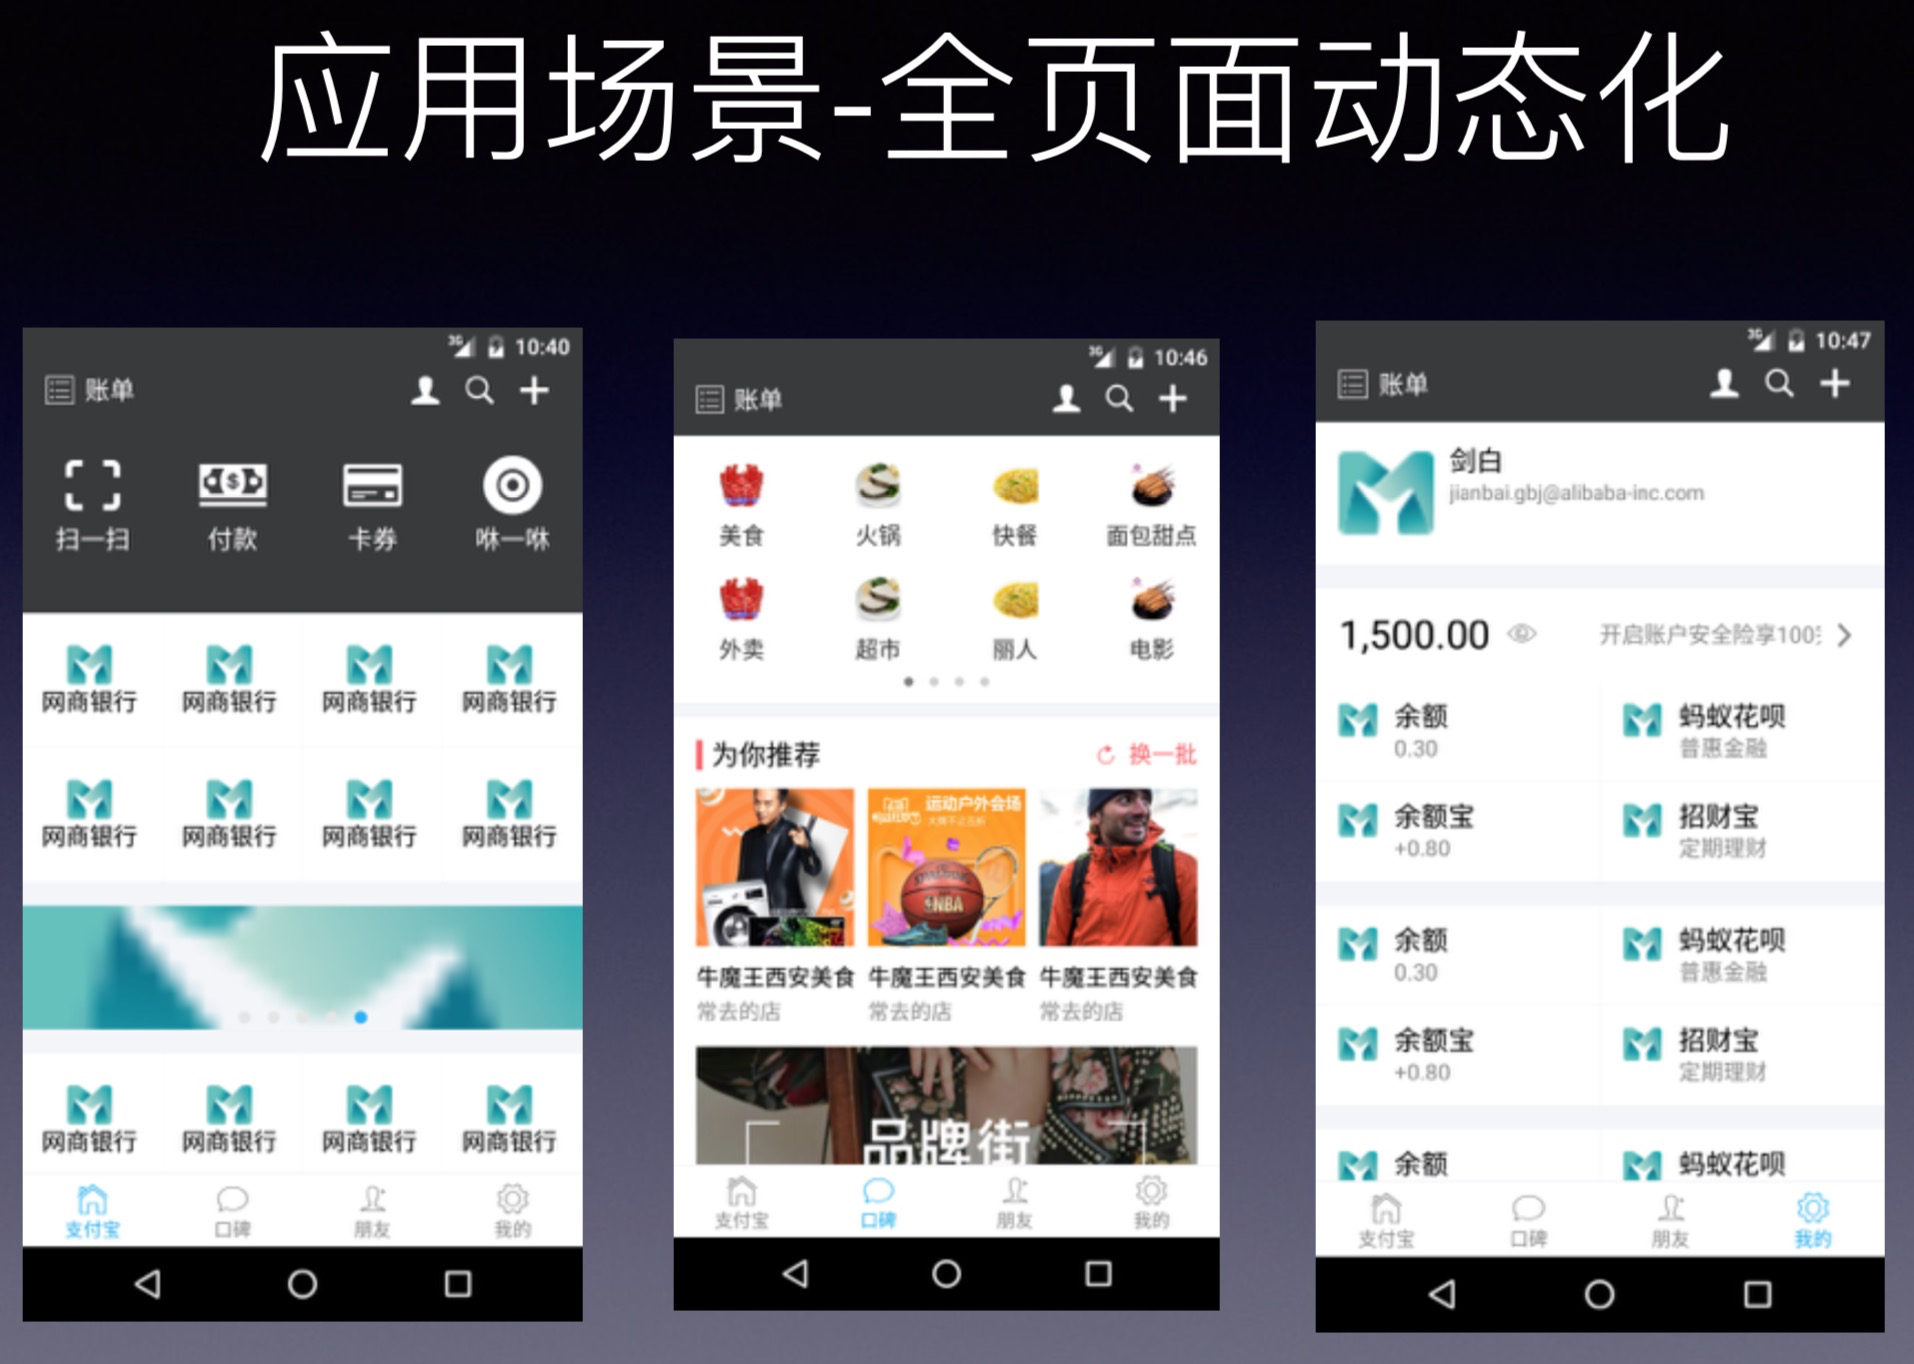 应用场景-全页面动态化
3G 10:40
账单
扫一扫 付款 卡券 咻一咻
网商银行 网商银行 网商银行 网商银行
网商银行 网商银行 网商银行 网商银行
网商银行 网商银行 网商银行 网商银行
支付宝 口碑 朋友 我的
3G 10:46
账单
美食 火锅 快餐 面包甜点
外卖 超市 丽人 电影
为你推荐 换一批
运动户外会场
NBA
牛魔王西安美食 牛魔王西安美食 牛魔王西安美食
常去的店 常去的店 常去的店
品牌街
支付宝 口碑 朋友 我的
3G 10:47
账单
剑白
jianbai.gbj@alibaba-inc.com
1,500.00 开启账户安全险享100
余额 蚂蚁花呗
0.30 普惠金融
余额宝 招财宝
+0.80 定期理财
余额 蚂蚁花呗
0.30 普惠金融
余额宝 招财宝
+0.80 定期理财
余额 蚂蚁花呗
支付宝 口碑 朋友 我的